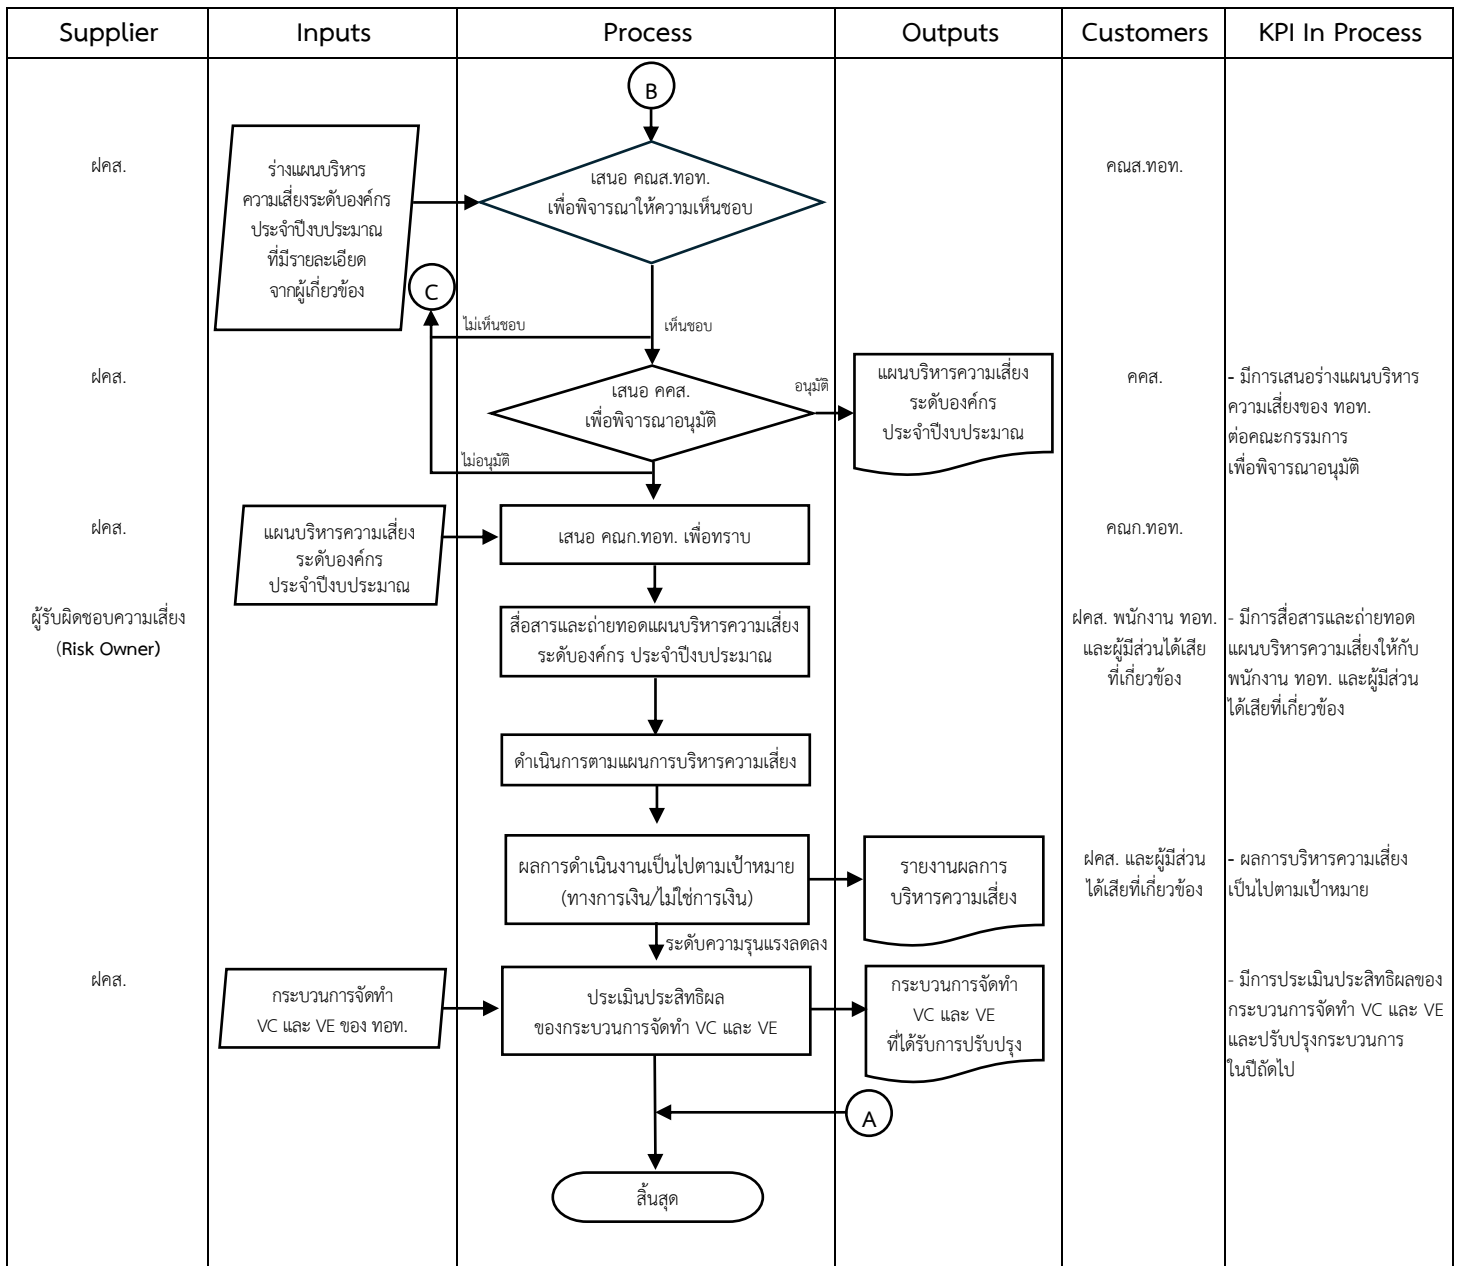 Supplier Inputs Process Outputs Customers KPI In Process
B
ฝคส.
ร่างแผนบริหาร
ความเสี่ยงระดับองค์กร
ประจำปีงบประมาณ
ที่มีรายละเอียด
จากผู้เกี่ยวข้อง
เสนอ คณส.ทอท.
เพื่อพิจารณาให้ความเห็นชอบ
คณส.ทอท.
C
ไม่เห็นชอบ
เห็นชอบ
ฝคส.
เสนอ คคส.
เพื่อพิจารณาอนุมัติ
อนุมัติ
ไม่อนุมัติ
แผนบริหารความเสี่ยง
ระดับองค์กร
ประจำปีงบประมาณ
คคส.
- มีการเสนอร่างแผนบริหาร
ความเสี่ยงของ ทอท.
ต่อคณะกรรมการ
เพื่อพิจารณาอนุมัติ
ฝคส.
แผนบริหารความเสี่ยง
ระดับองค์กร
ประจำปีงบประมาณ
เสนอ คณก.ทอท. เพื่อทราบ
คณก.ทอท.
ผู้รับผิดชอบความเสี่ยง
(Risk Owner)
สื่อสารและถ่ายทอดแผนบริหารความเสี่ยง
ระดับองค์กร ประจำปีงบประมาณ
ฝคส. พนักงาน ทอท.
และผู้มีส่วนได้เสีย
ที่เกี่ยวข้อง
- มีการสื่อสารและถ่ายทอด
แผนบริหารความเสี่ยงให้กับ
พนักงาน ทอท. และผู้มีส่วน
ได้เสียที่เกี่ยวข้อง
ดำเนินการตามแผนการบริหารความเสี่ยง
ผลการดำเนินงานเป็นไปตามเป้าหมาย
(ทางการเงิน/ไม่ใช่การเงิน)
รายงานผลการ
บริหารความเสี่ยง
ฝคส. และผู้มีส่วน
ได้เสียที่เกี่ยวข้อง
- ผลการบริหารความเสี่ยง
เป็นไปตามเป้าหมาย
ระดับความรุนแรงลดลง
ฝคส.
กระบวนการจัดทำ
VC และ VE ของ ทอท.
ประเมินประสิทธิผล
ของกระบวนการจัดทำ VC และ VE
กระบวนการจัดทำ
VC และ VE
ที่ได้รับการปรับปรุง
- มีการประเมินประสิทธิผลของ
กระบวนการจัดทำ VC และ VE
และปรับปรุงกระบวนการ
ในปีถัดไป
A
สิ้นสุด